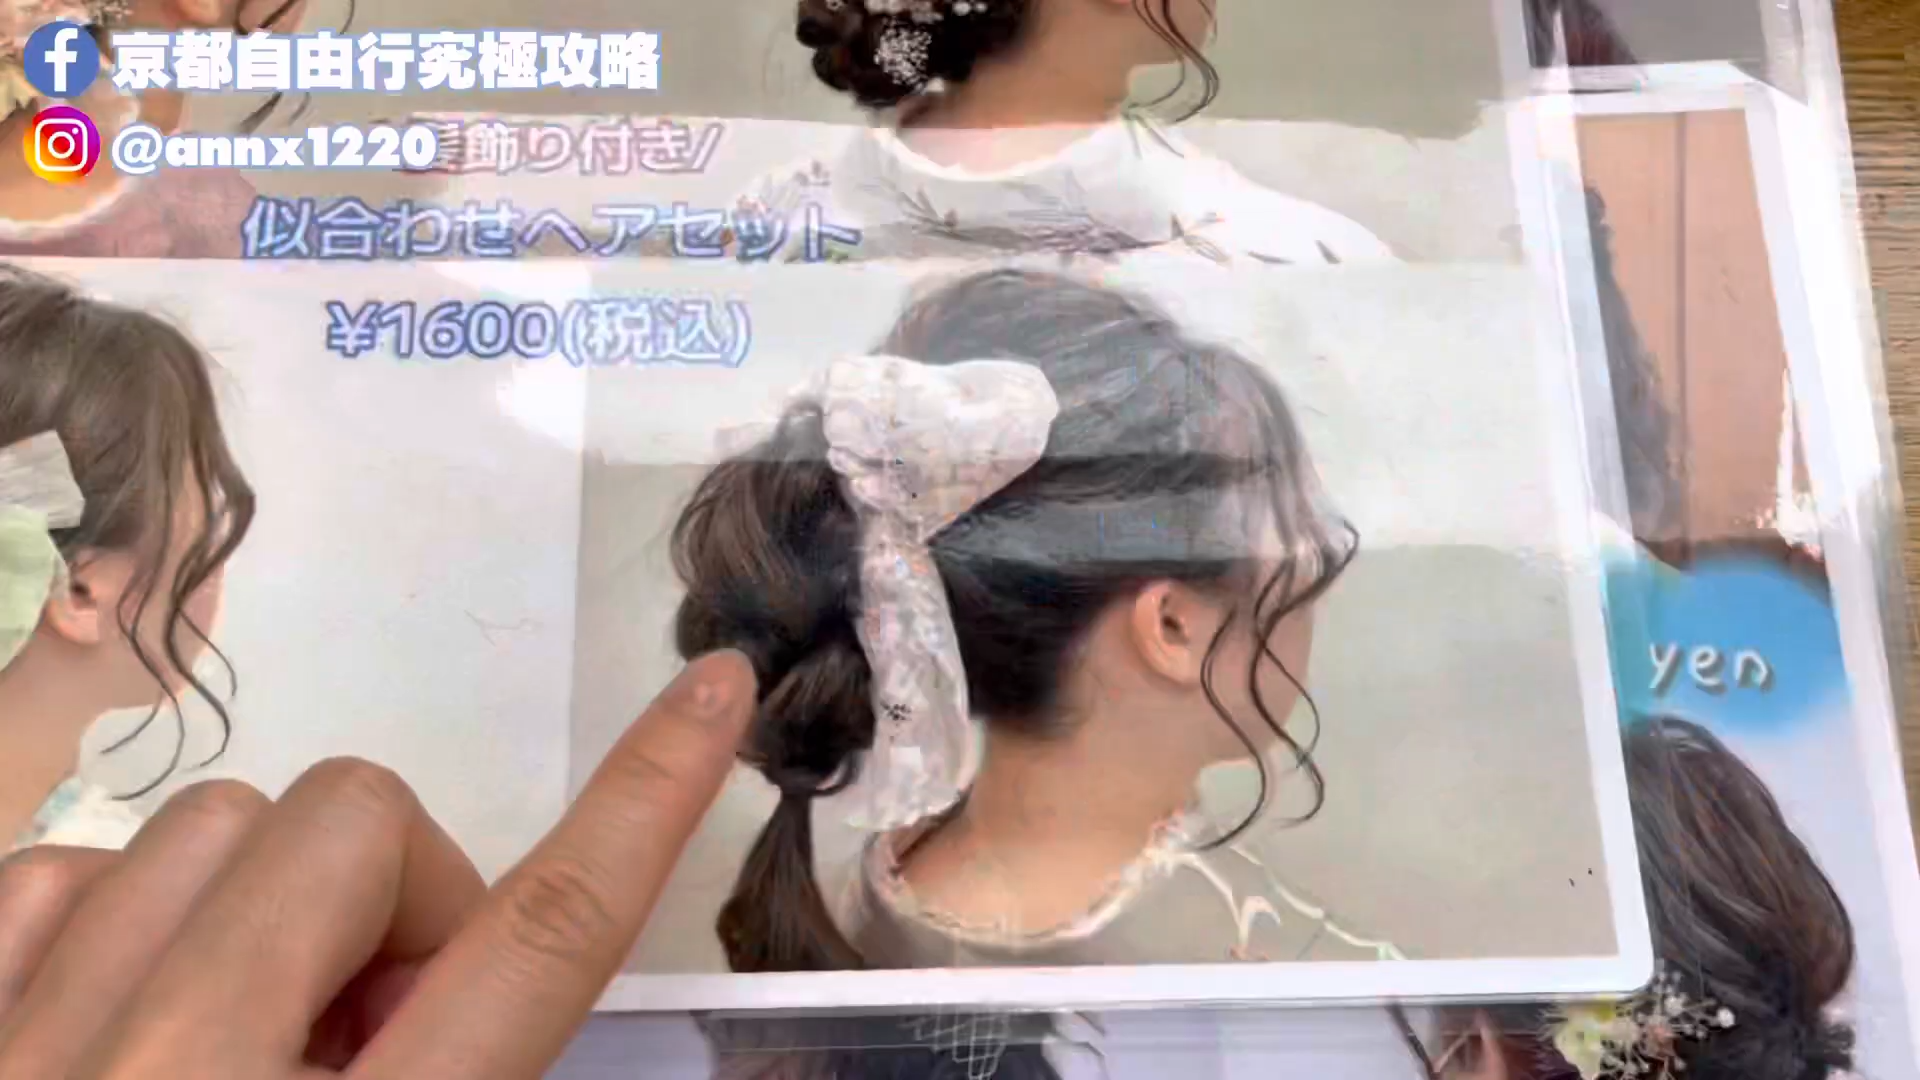 京都自由行究極攻略
@annx1220
髪飾り付き/
似合わせヘアセット
¥1600(税込)
yen